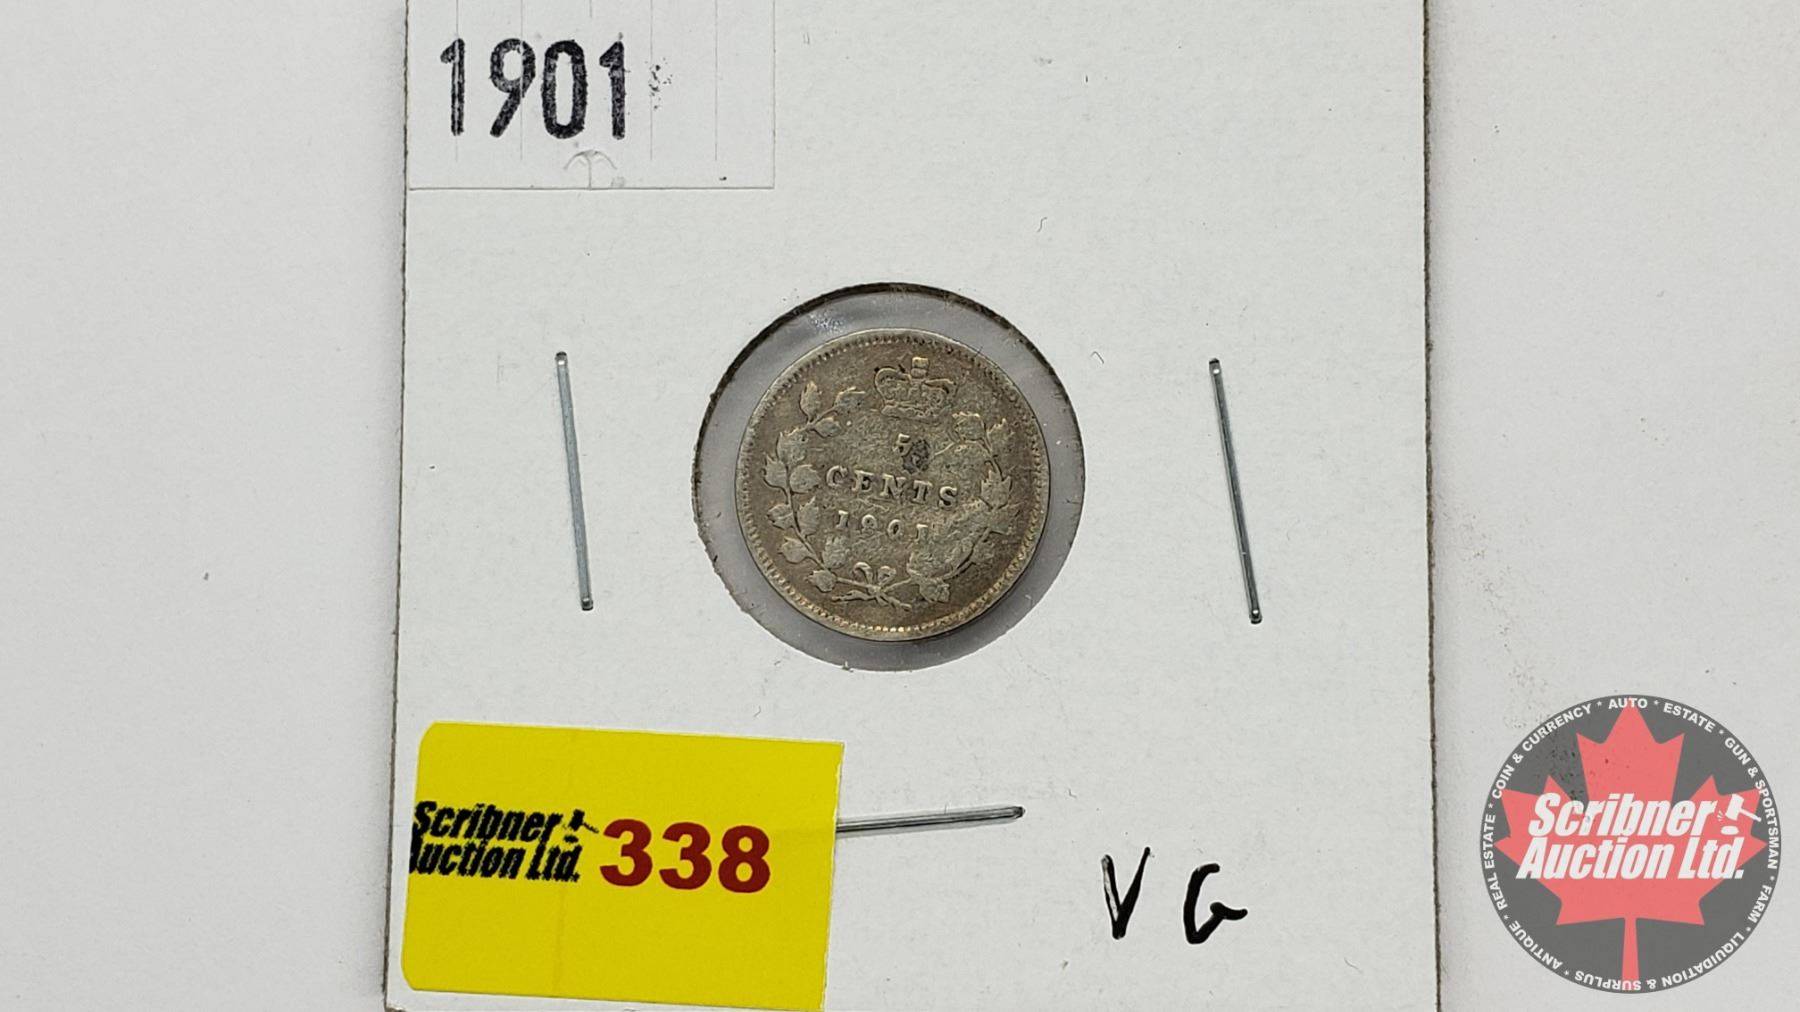 1901
5
CENTS
1901
Scribner
Auction Ltd.
338
VG
COIN & CURRENCY * AUTO * ESTATE * GUN & SPORTSMAN * FARM * LIQUIDATION & SURPLUS * ANTIQUE * REAL ESTATE *
Scribner
Auction Ltd.